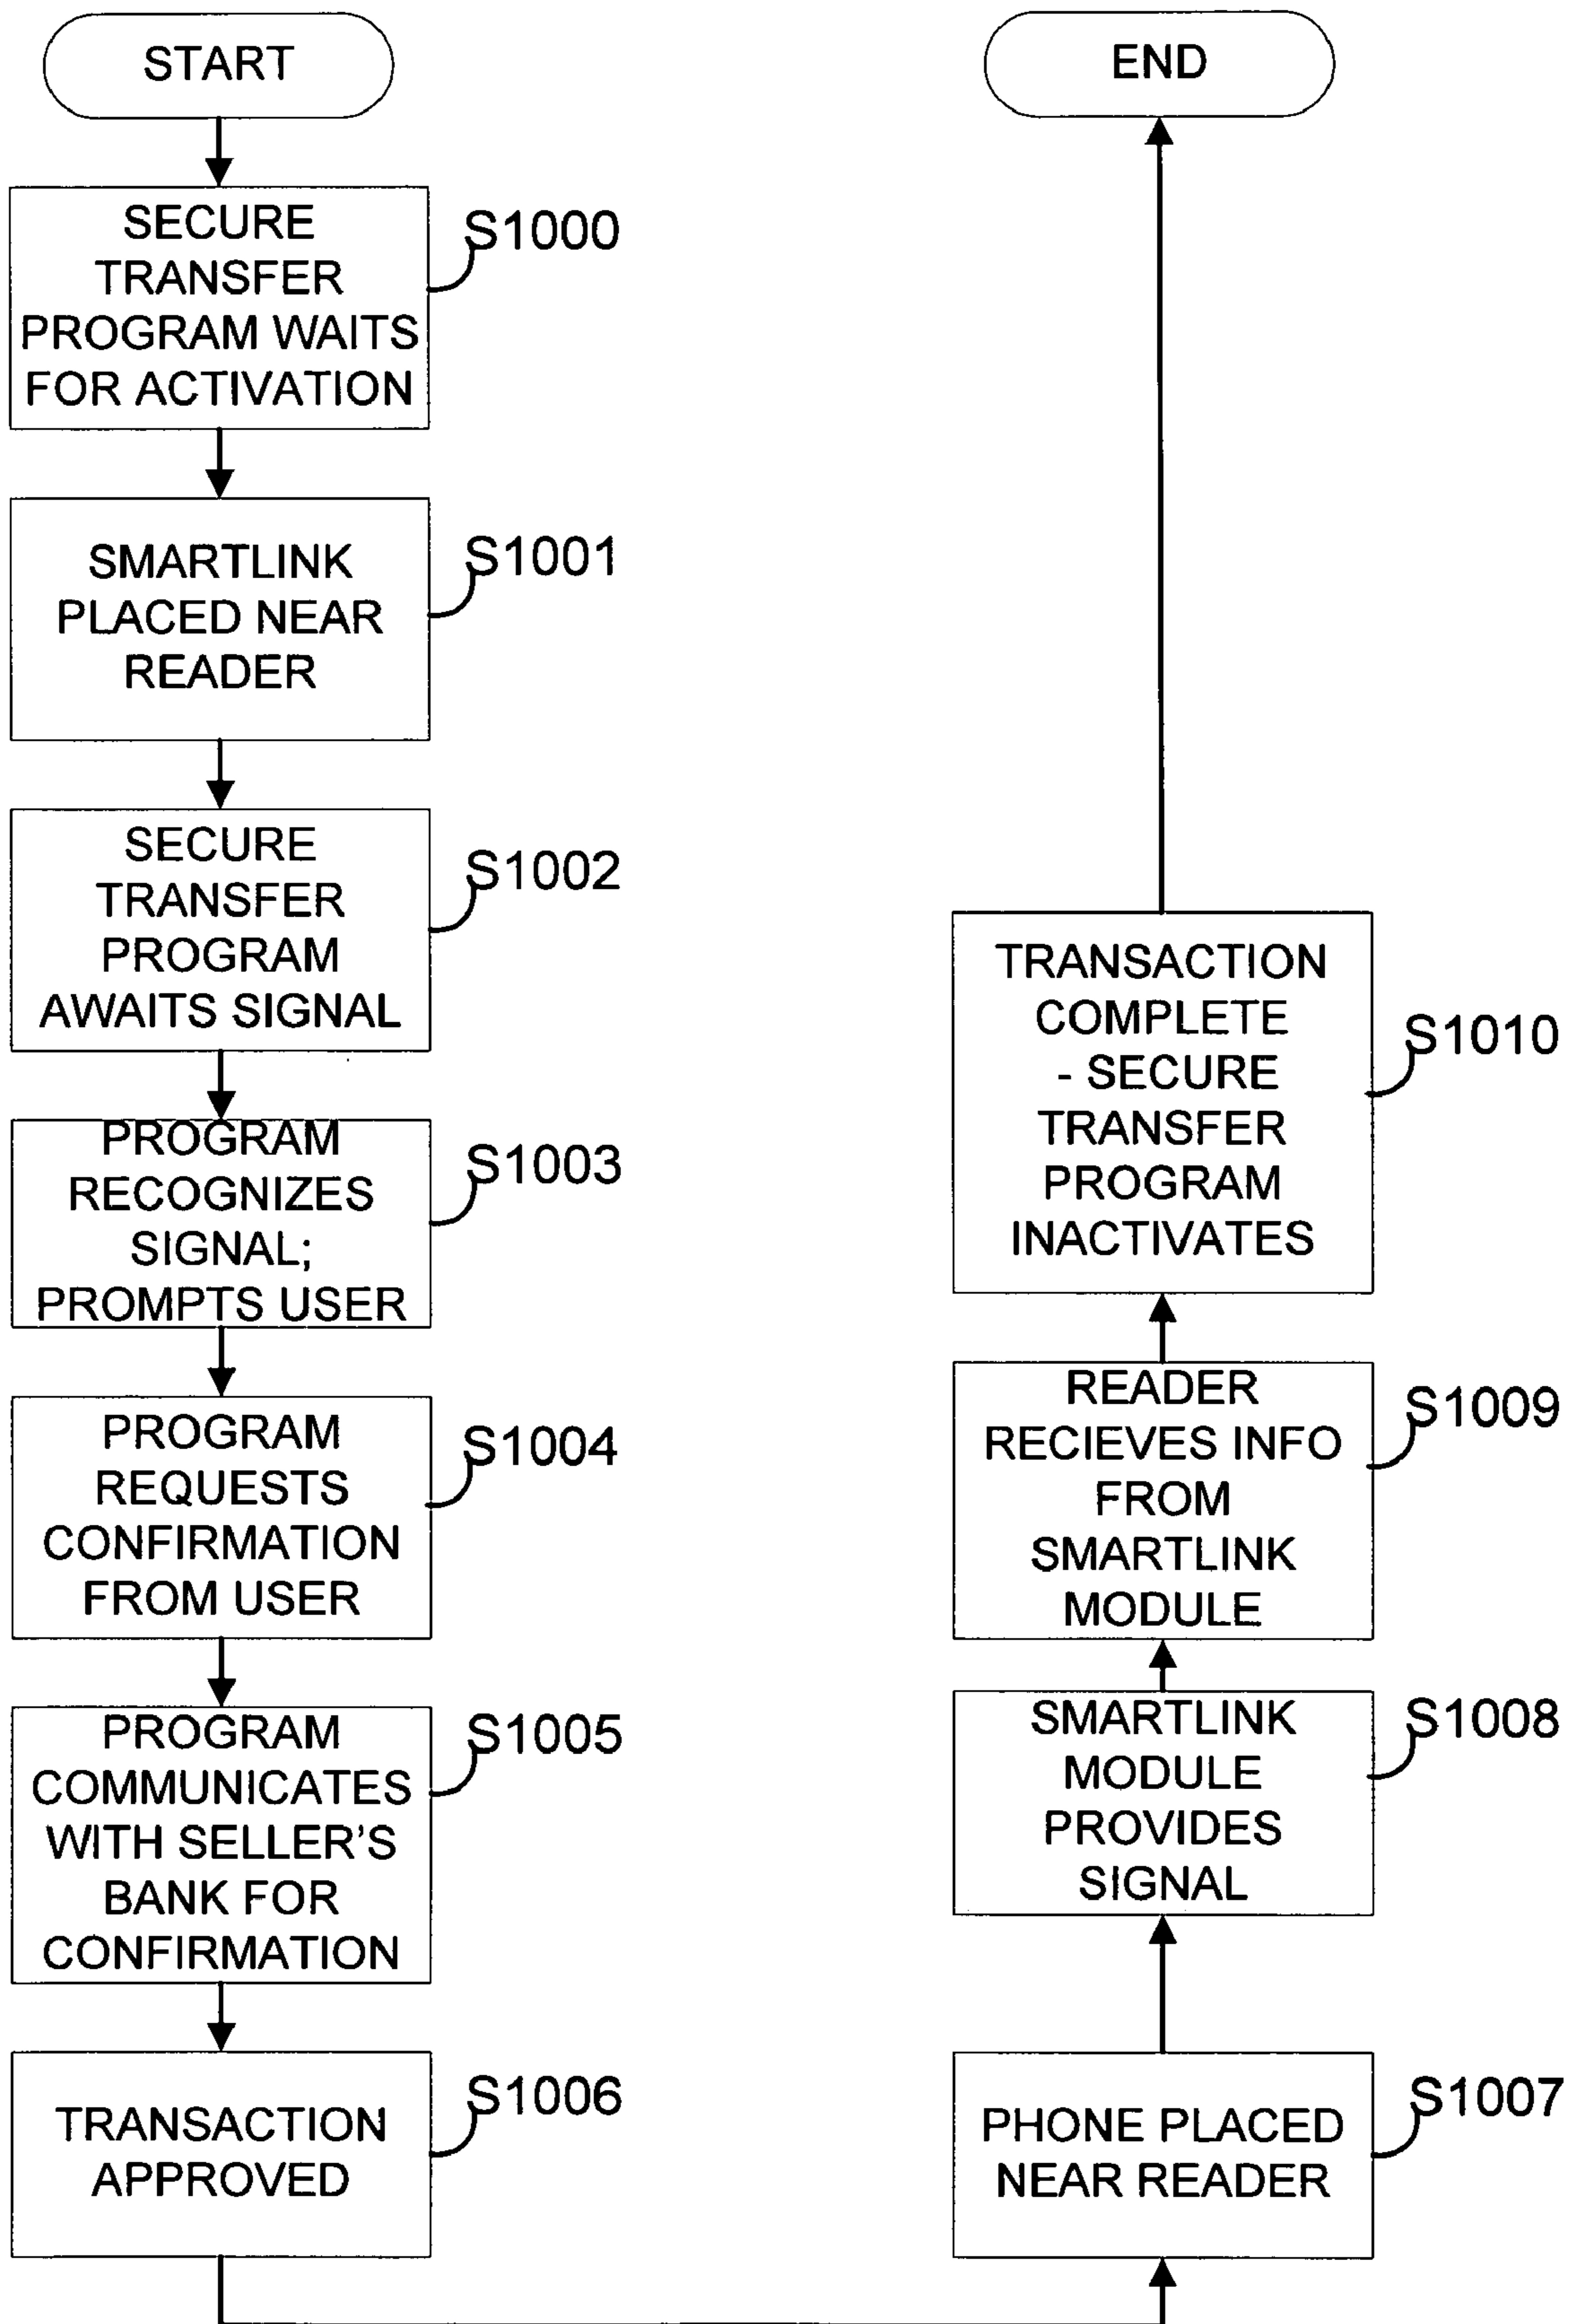 START
SECURE
TRANSFER
PROGRAM WAITS
FOR ACTIVATION
S1000
SMARTLINK
PLACED NEAR
READER
S1001
SECURE
TRANSFER
PROGRAM
AWAITS SIGNAL
S1002
PROGRAM
RECOGNIZES
SIGNAL;
PROMPTS USER
S1003
PROGRAM
REQUESTS
CONFIRMATION
FROM USER
S1004
PROGRAM
COMMUNICATES
WITH SELLER'S
BANK FOR
CONFIRMATION
S1005
TRANSACTION
APPROVED
S1006
PHONE PLACED
NEAR READER
S1007
SMARTLINK
MODULE
PROVIDES
SIGNAL
S1008
READER
RECIEVES INFO
FROM
SMARTLINK
MODULE
S1009
TRANSACTION
COMPLETE
- SECURE
TRANSFER
PROGRAM
INACTIVATES
S1010
END